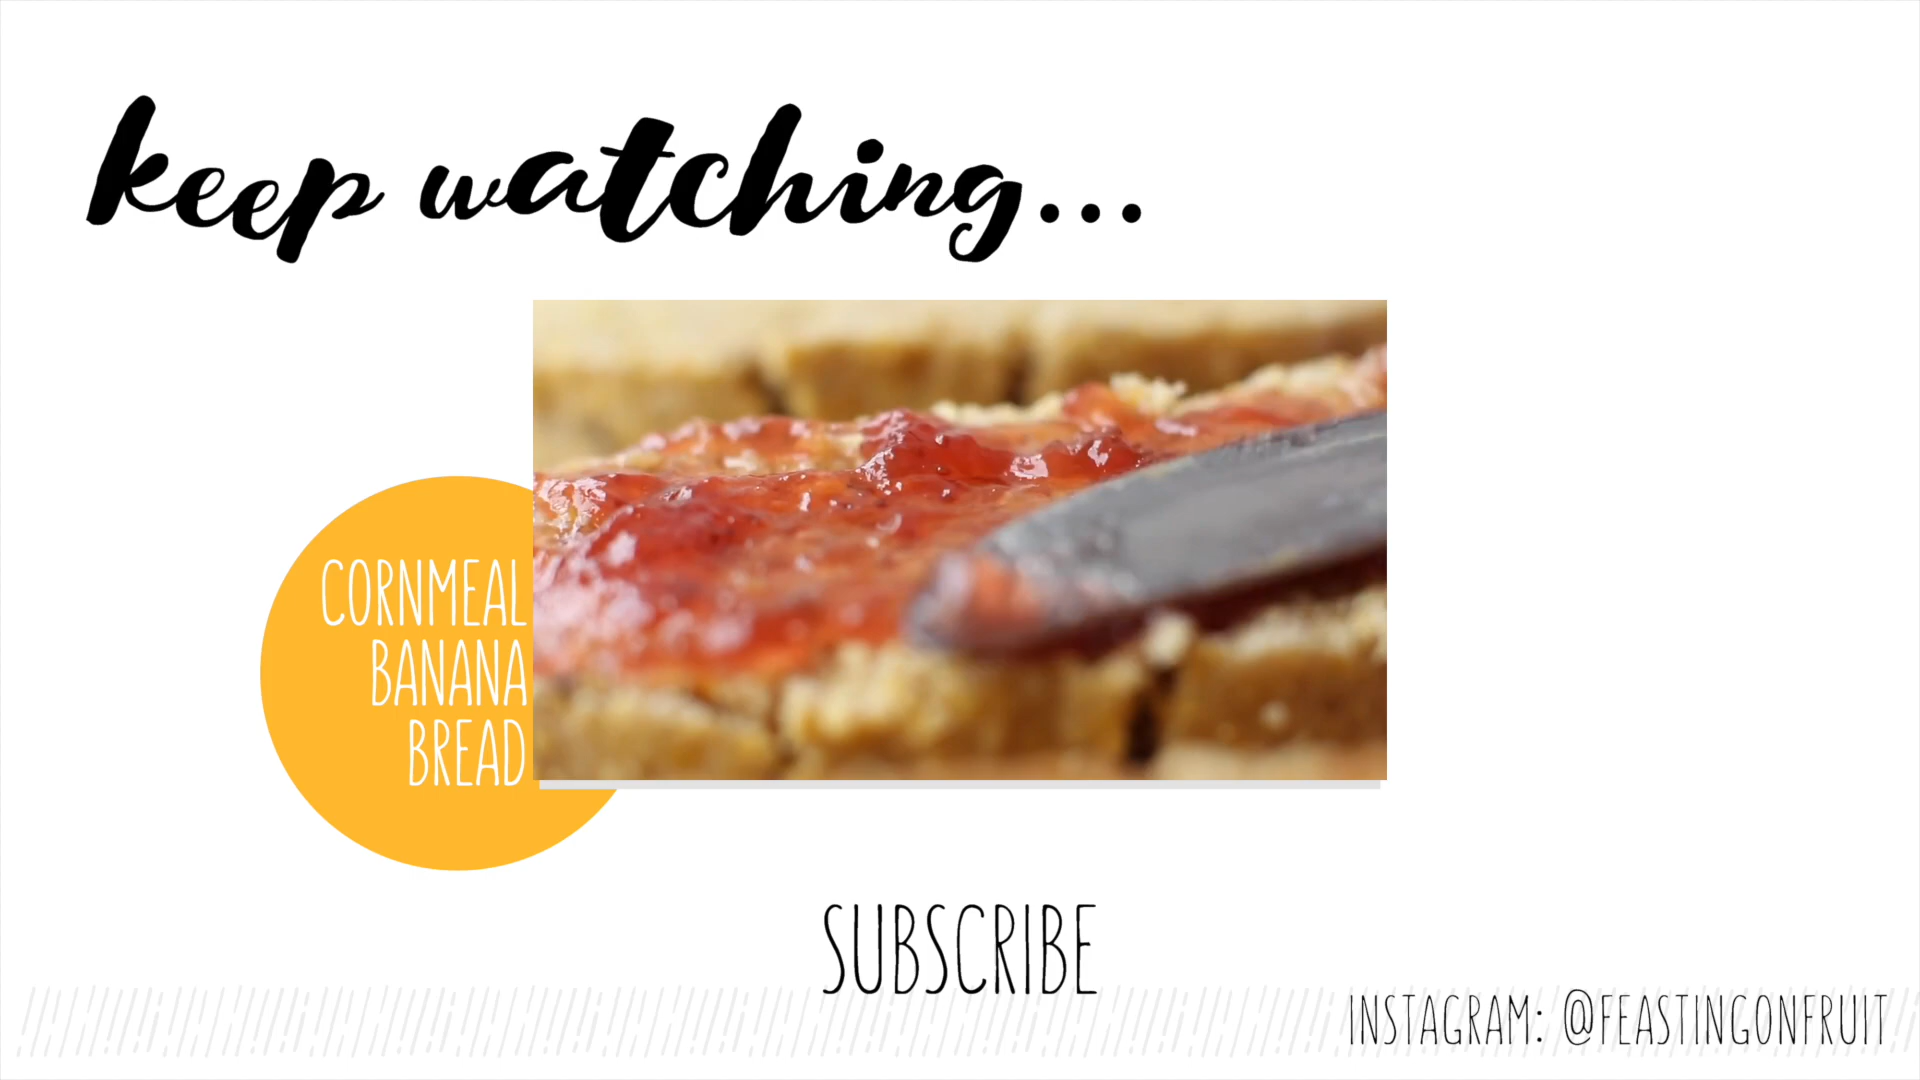 keep watching...
CORNMEAL
BANANA
BREAD
SUBSCRIBE
INSTAGRAM: @FEASTINGONFRUIT